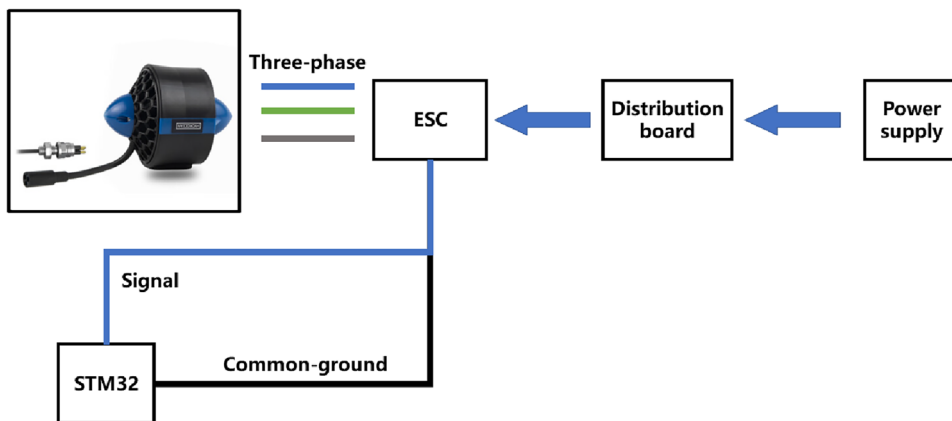 Three-phase
ESC
Distribution
board
Power
supply
Signal
Common-ground
STM32